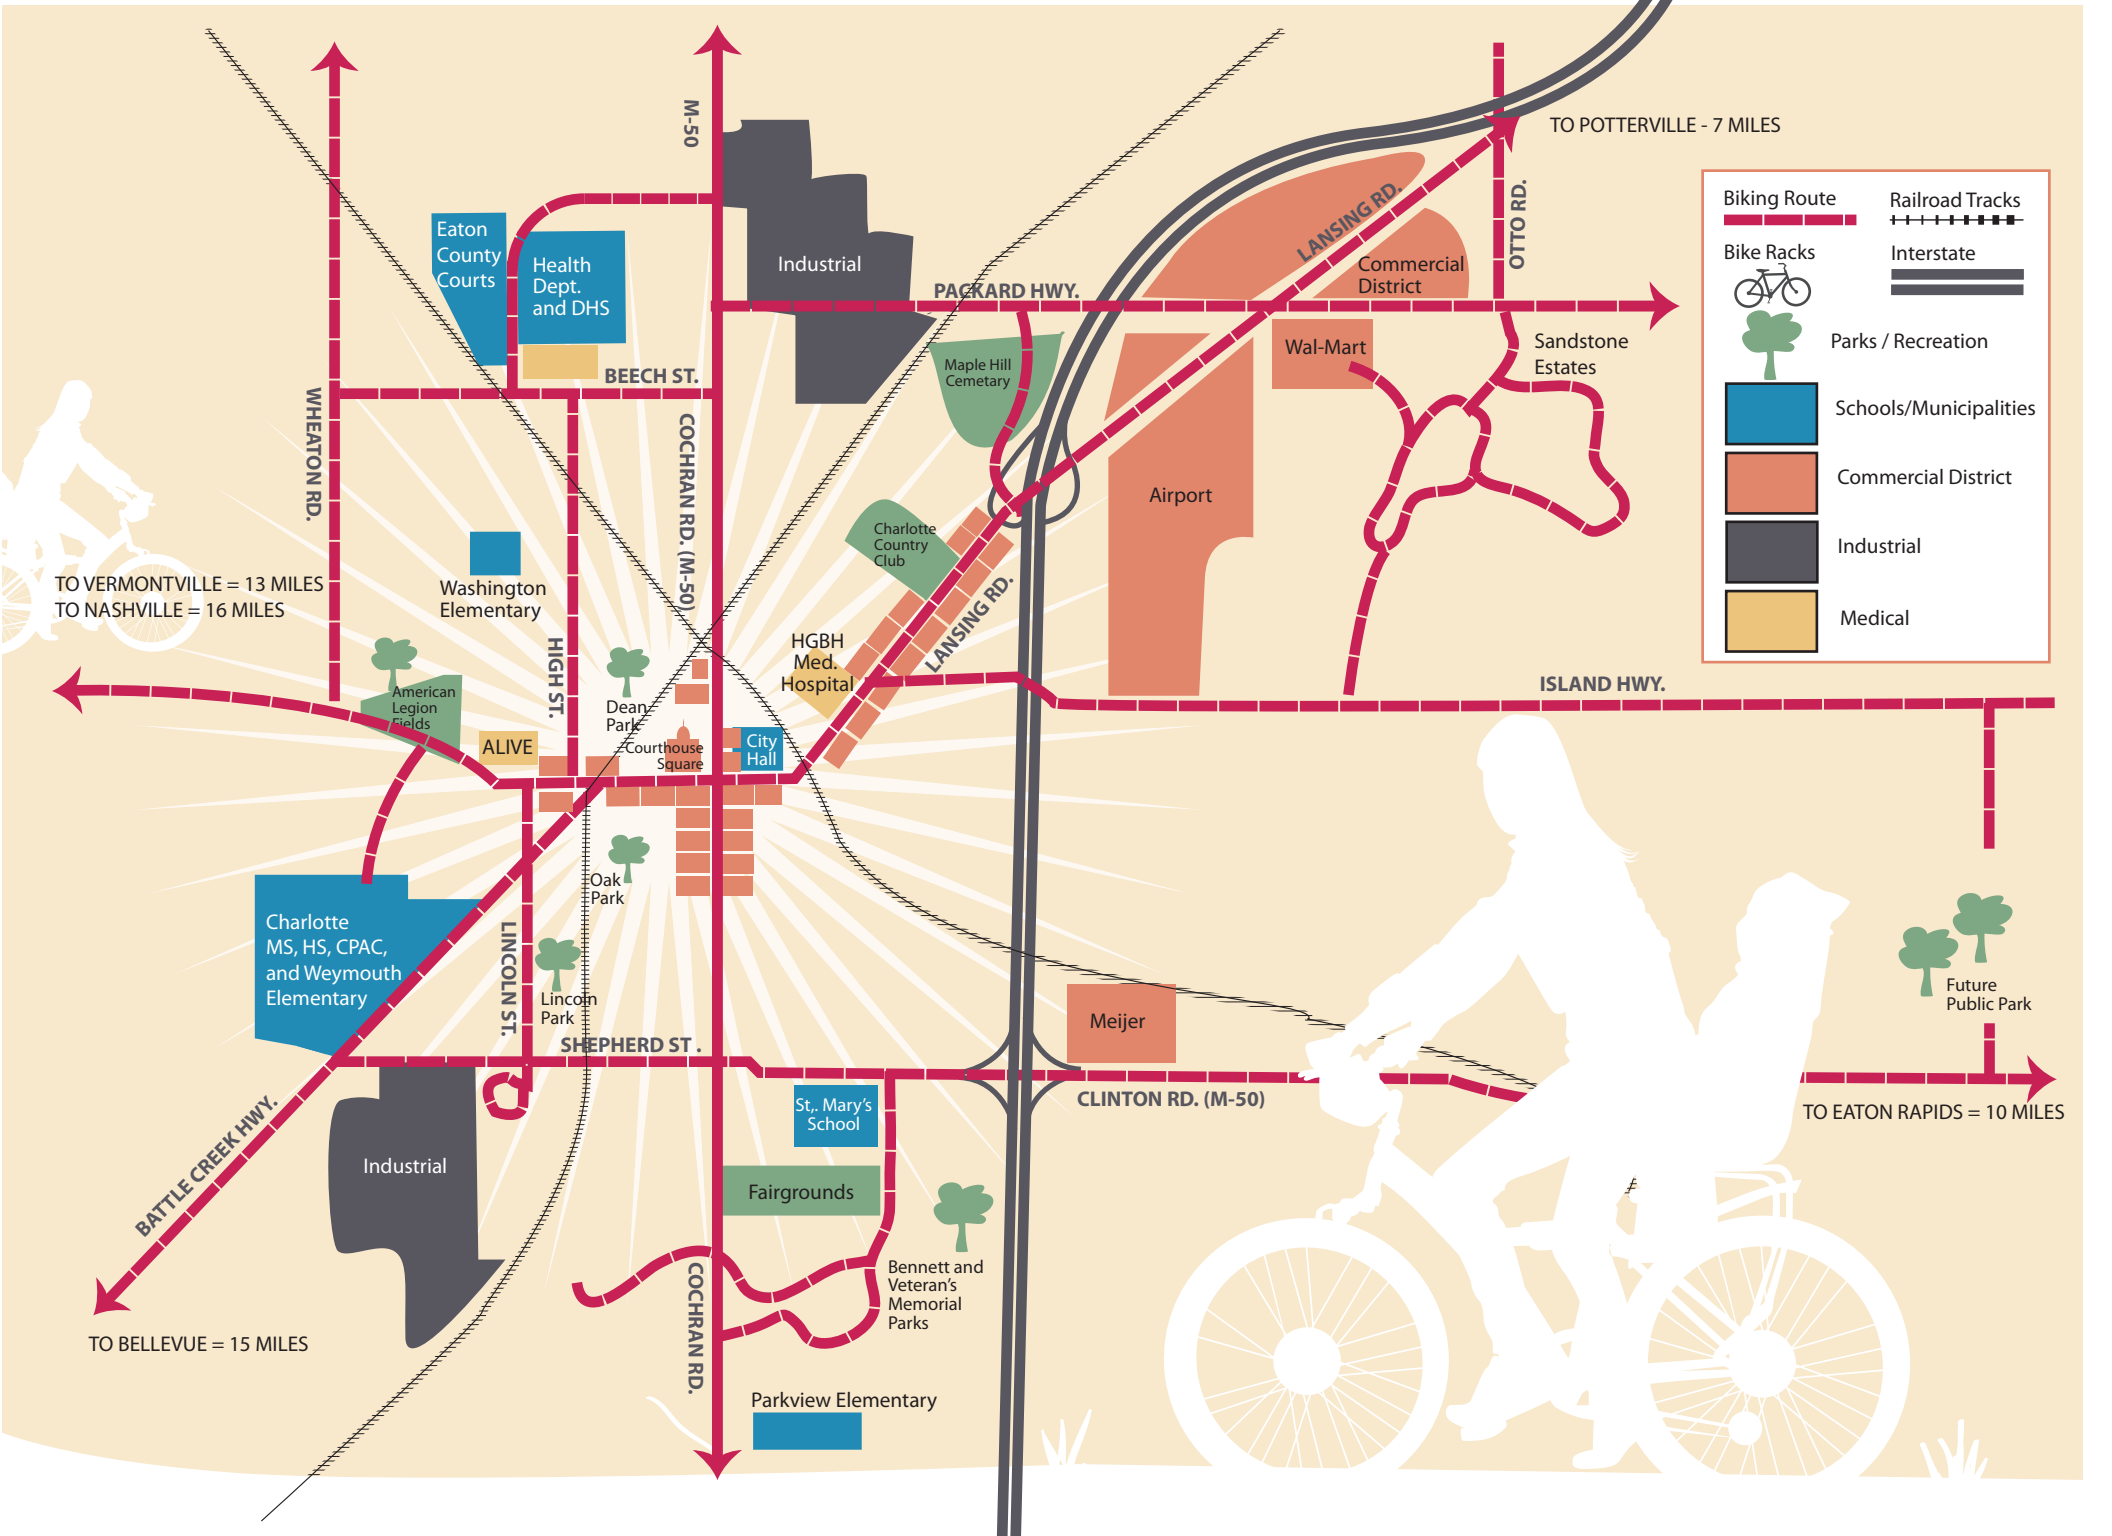 M-50
TO POTTERVILLE - 7 MILES
Biking Route
Railroad Tracks
Bike Racks
Interstate
Parks / Recreation
Schools/Municipalities
Commercial District
Industrial
Medical
Eaton
County
Courts
Health
Dept.
and DHS
Industrial
LANSING RD.
OTTO RD.
Commercial
District
PACKARD HWY.
Maple Hill
Cemetary
Wal-Mart
Sandstone
Estates
BEECH ST.
WHEATON RD.
COCHRAN RD. (M-50)
Airport
Charlotte
Country
Club
Washington
Elementary
TO VERMONTVILLE = 13 MILES
TO NASHVILLE = 16 MILES
LANSING RD.
HGBH
Med.
Hospital
HIGH ST.
ISLAND HWY.
American
Legion
Fields
Dean
Park
ALIVE
Courthouse
Square
City
Hall
Oak
Park
Charlotte
MS, HS, CPAC,
and Weymouth
Elementary
LINCOLN ST.
Lincoln
Park
Future
Public Park
Meijer
SHEPHERD ST .
CLINTON RD. (M-50)
TO EATON RAPIDS = 10 MILES
St,. Mary's
School
BATTLE CREEK HWY.
Industrial
Fairgrounds
Bennett and
Veteran's
Memorial
Parks
COCHRAN RD.
TO BELLEVUE = 15 MILES
Parkview Elementary